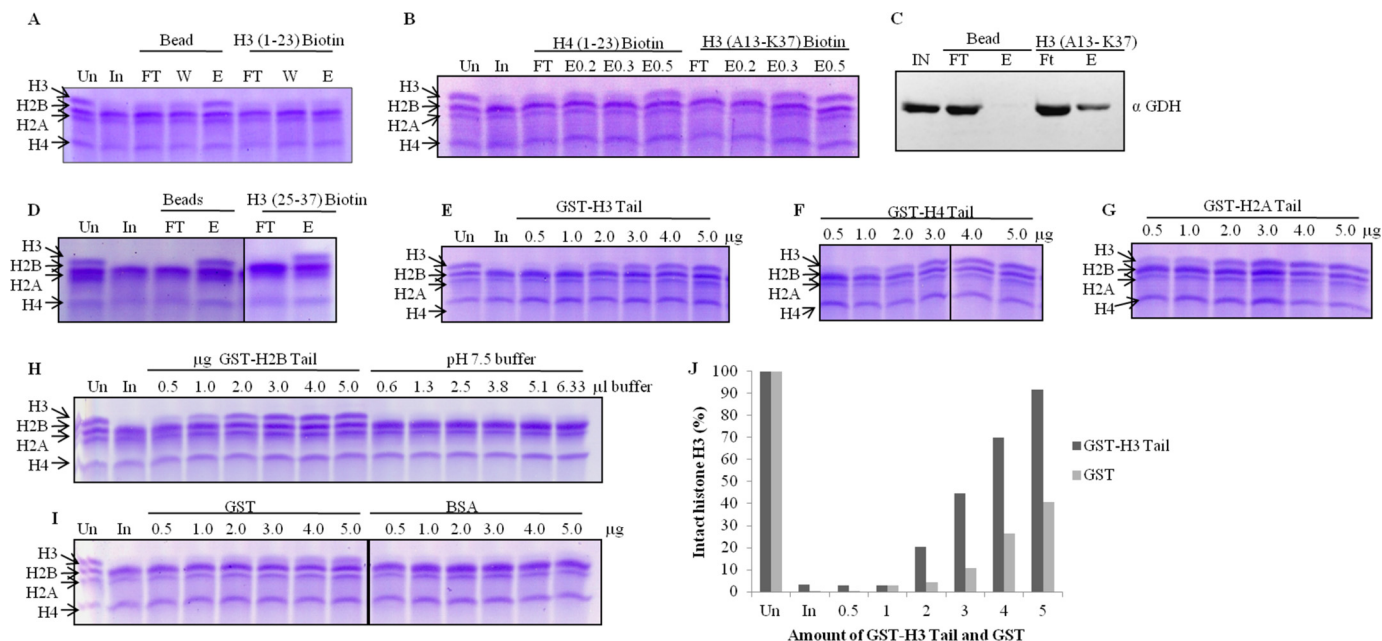 A
Bead
H3 (1-23) Biotin
Un In FT W E FT W E
H3
H2B
H2A
H4
B
H4 (1-23) Biotin
H3 (A13-K37) Biotin
Un In FT E0.2 E0.3 E0.5 FT E0.2 E0.3 E0.5
H3
H2B
H2A
H4
C
Bead
H3 (A13- K37)
IN FT E Ft E
α GDH
D
Beads
H3 (25-37) Biotin
Un In FT E FT E
H3
H2B
H2A
H4
E
GST-H3 Tail
Un In 0.5 1.0 2.0 3.0 4.0 5.0 µg
H3
H2B
H2A
H4
F
GST-H4 Tail
0.5 1.0 2.0 3.0 4.0 5.0 µg
H3
H2B
H2A
H4
G
GST-H2A Tail
0.5 1.0 2.0 3.0 4.0 5.0 µg
H3
H2B
H2A
H4
H
µg GST-H2B Tail
pH 7.5 buffer
Un In 0.5 1.0 2.0 3.0 4.0 5.0 0.6 1.3 2.5 3.8 5.1 6.33 µl buffer
H3
H2B
H2A
H4
I
GST
BSA
Un In 0.5 1.0 2.0 3.0 4.0 5.0 0.5 1.0 2.0 3.0 4.0 5.0 µg
H3
H2B
H2A
H4
J
Intact histone H3 (%)
100
90
80
70
60
50
40
30
20
10
0
Un In 0.5 1 2 3 4 5
Amount of GST-H3 Tail and GST
GST-H3 Tail
GST